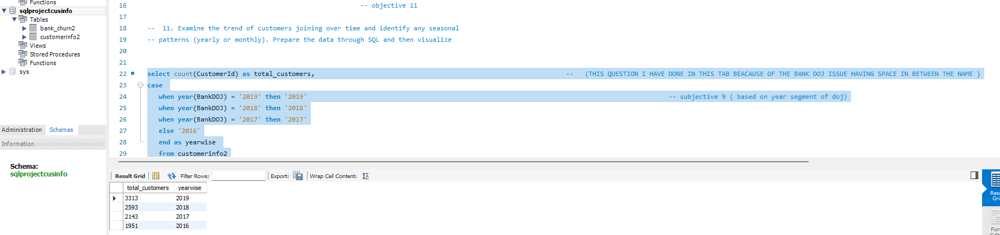 Functions
sqlprojectcusinfo
Tables
bank_churn2
customerinfo2
Views
Stored Procedures
Functions
sys
Administration Schemas
Information
Schema:
sqlprojectcusinfo
16 -- objective 11
17
18 -- 11. Examine the trend of customers joining over time and identify any seasonal
19 -- patterns (yearly or monthly). Prepare the data through SQL and then visualize
20
21
22 select count(CustomerId) as total_customers, -- (THIS QUESTION I HAVE DONE IN THIS TAB BEACAUSE OF THE BANK DOJ ISSUE HAVING SPACE IN BETWEEN THE NAME )
23 case
24 when year(BankDOJ) = '2019' then '2019' -- subjective 9 ( based on year segment of doj)
25 when year(BankDOJ) = '2018' then '2018'
26 when year(BankDOJ) = '2017' then '2017'
27 else '2016'
28 end as yearwise
29 from customerinfo2
Result Grid Filter Rows: Export: Wrap Cell Content:
total_customers yearwise
3313 2019
2593 2018
2143 2017
1951 2016